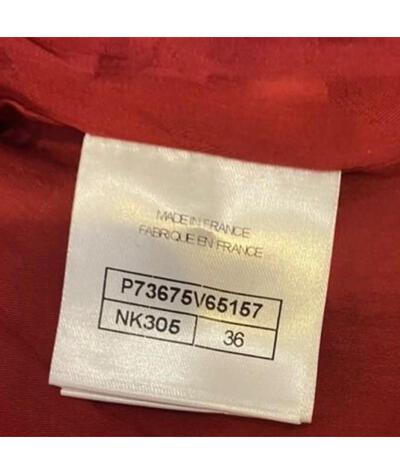 MADE IN FRANCE
FABRIQUE EN FRANCE
P73675V65157
NK305 36